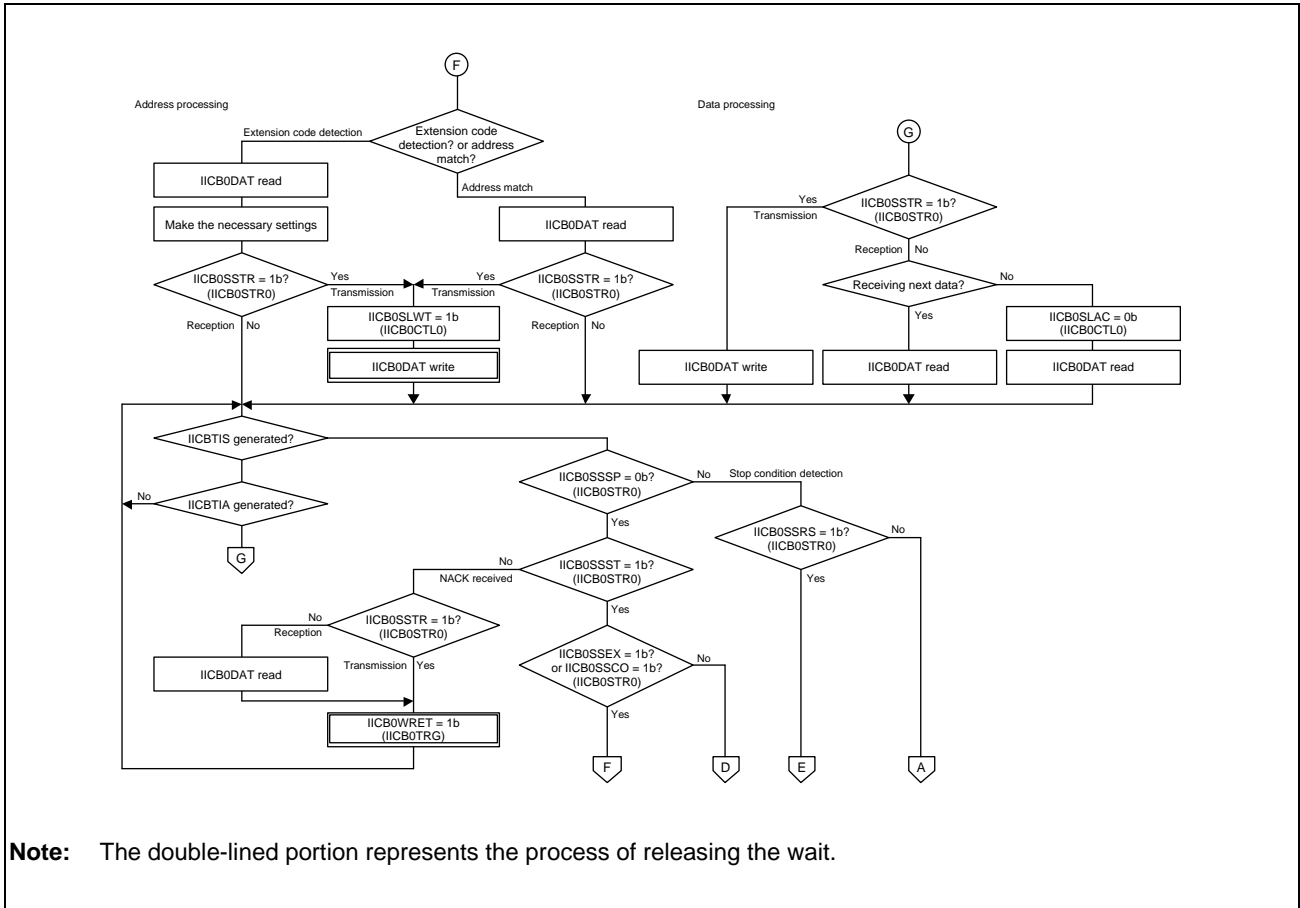 F
Address processing
Data processing
Extension code detection
Extension code
detection? or address
match?
G
IICB0DAT read
Address match
Yes
Transmission
IICB0SSTR = 1b?
(IICB0STR0)
Make the necessary settings
IICB0DAT read
Reception
No
IICB0SSTR = 1b?
(IICB0STR0)
Yes
Transmission
Yes
Transmission
IICB0SSTR = 1b?
(IICB0STR0)
Receiving next data?
No
Reception
No
IICB0SLWT = 1b
(IICB0CTL0)
Reception
No
Yes
IICB0SLAC = 0b
(IICB0CTL0)
IICB0DAT write
IICB0DAT write
IICB0DAT read
IICB0DAT read
IICBTIS generated?
IICB0SSSP = 0b?
(IICB0STR0)
No
Stop condition detection
No
IICBTIA generated?
Yes
IICB0SSRS = 1b?
(IICB0STR0)
No
G
No
NACK received
IICB0SSST = 1b?
(IICB0STR0)
Yes
No
Reception
IICB0SSTR = 1b?
(IICB0STR0)
Yes
IICB0DAT read
Transmission
Yes
IICB0SSEX = 1b?
or IICB0SSCO = 1b?
(IICB0STR0)
No
IICB0WRET = 1b
(IICB0TRG)
Yes
F
D
E
A
Note: The double-lined portion represents the process of releasing the wait.